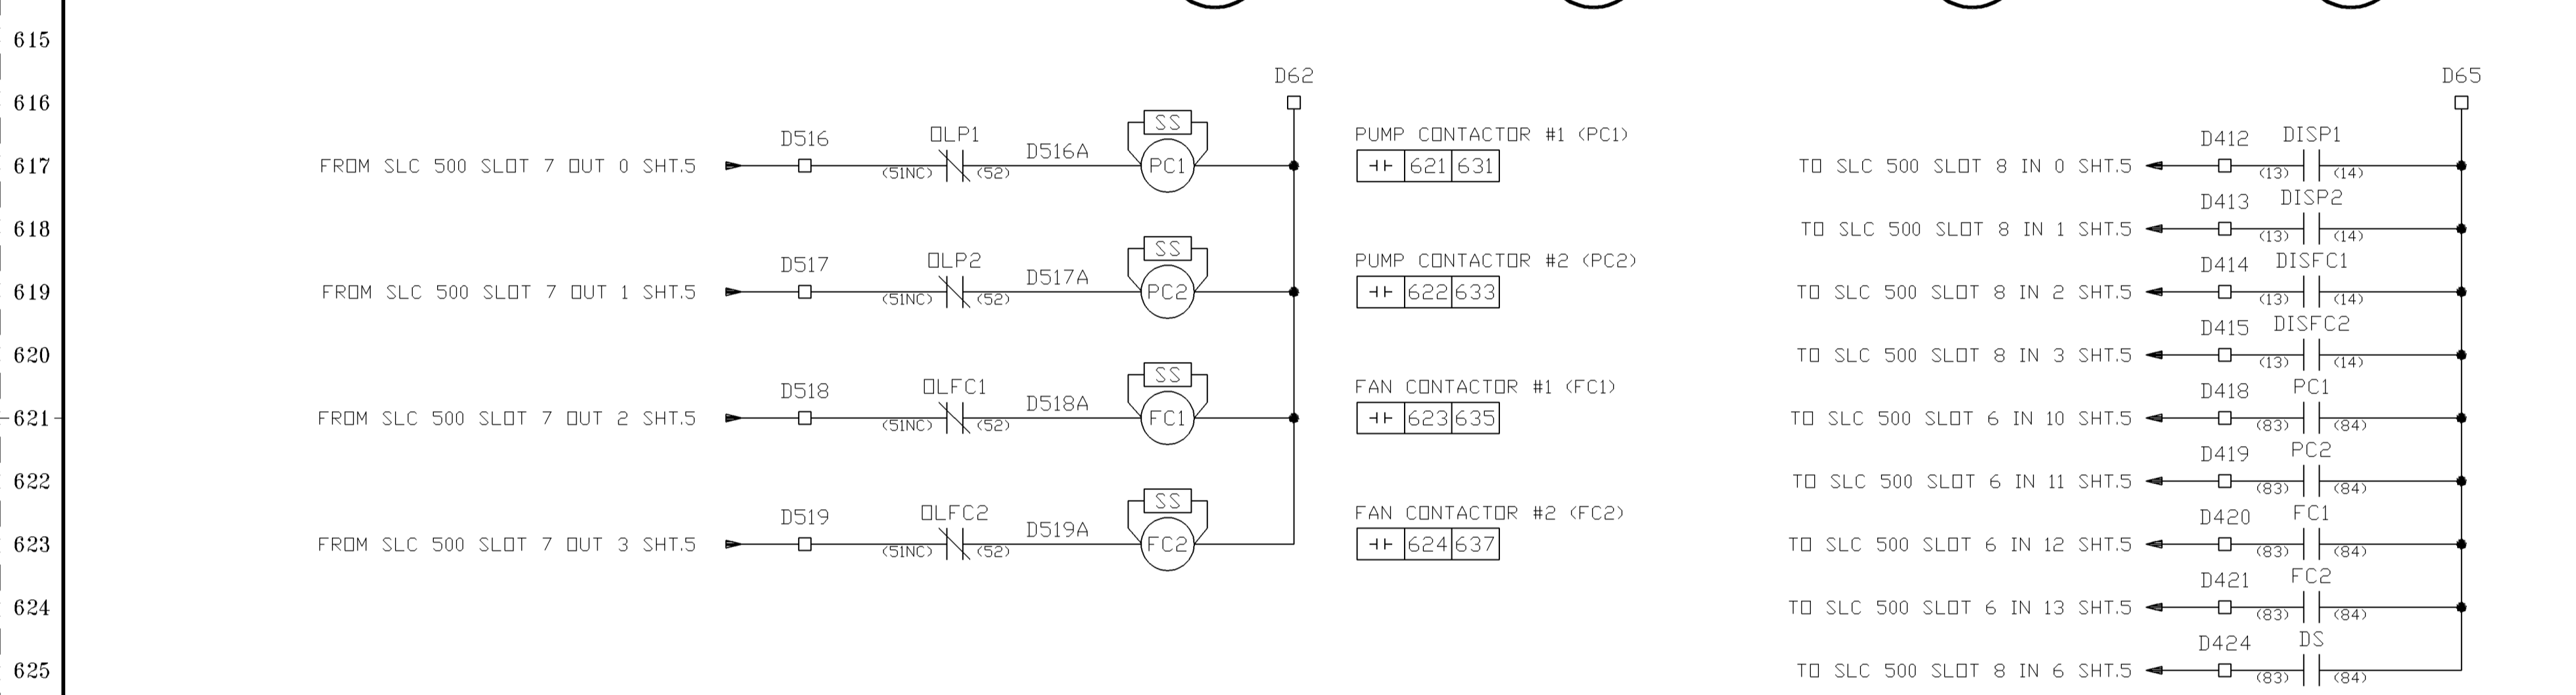 615
616
D62
D65
617
FROM SLC 500 SLOT 7 OUT 0 SHT.5
D516
OLP1
(51NC)
(52)
D516A
SS
PC1
PUMP CONTACTOR #1 (PC1)
621 631
TO SLC 500 SLOT 8 IN 0 SHT.5
D412
DISP1
(13)
(14)
618
TO SLC 500 SLOT 8 IN 1 SHT.5
D413
DISP2
(13)
(14)
619
FROM SLC 500 SLOT 7 OUT 1 SHT.5
D517
OLP2
(51NC)
(52)
D517A
SS
PC2
PUMP CONTACTOR #2 (PC2)
622 633
TO SLC 500 SLOT 8 IN 2 SHT.5
D414
DISFC1
(13)
(14)
620
TO SLC 500 SLOT 8 IN 3 SHT.5
D415
DISFC2
(13)
(14)
621
FROM SLC 500 SLOT 7 OUT 2 SHT.5
D518
OLFC1
(51NC)
(52)
D518A
SS
FC1
FAN CONTACTOR #1 (FC1)
623 635
TO SLC 500 SLOT 6 IN 10 SHT.5
D418
PC1
(83)
(84)
622
TO SLC 500 SLOT 6 IN 11 SHT.5
D419
PC2
(83)
(84)
623
FROM SLC 500 SLOT 7 OUT 3 SHT.5
D519
OLFC2
(51NC)
(52)
D519A
SS
FC2
FAN CONTACTOR #2 (FC2)
624 637
TO SLC 500 SLOT 6 IN 12 SHT.5
D420
FC1
(83)
(84)
624
TO SLC 500 SLOT 6 IN 13 SHT.5
D421
FC2
(83)
(84)
625
TO SLC 500 SLOT 8 IN 6 SHT.5
D424
DS
(83)
(84)